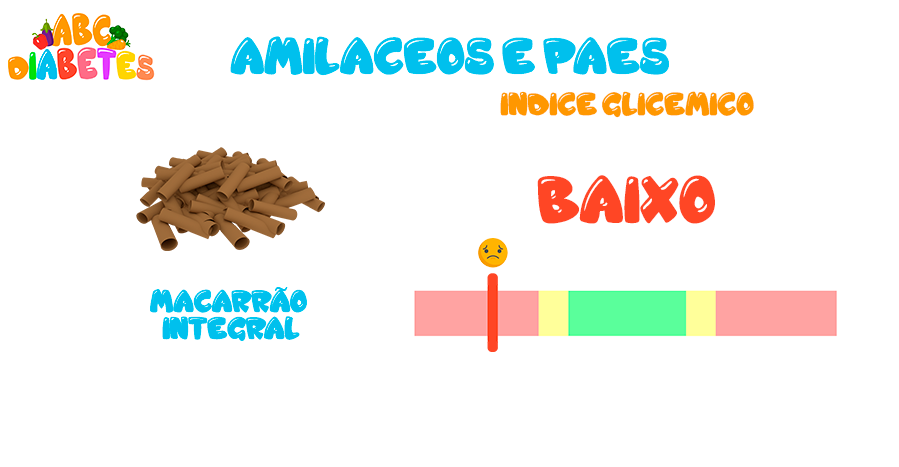 ABC
DIABETES
AMILACEOS E PAES
INDICE GLICEMICO
BAIXO
MACARRÃO
INTEGRAL